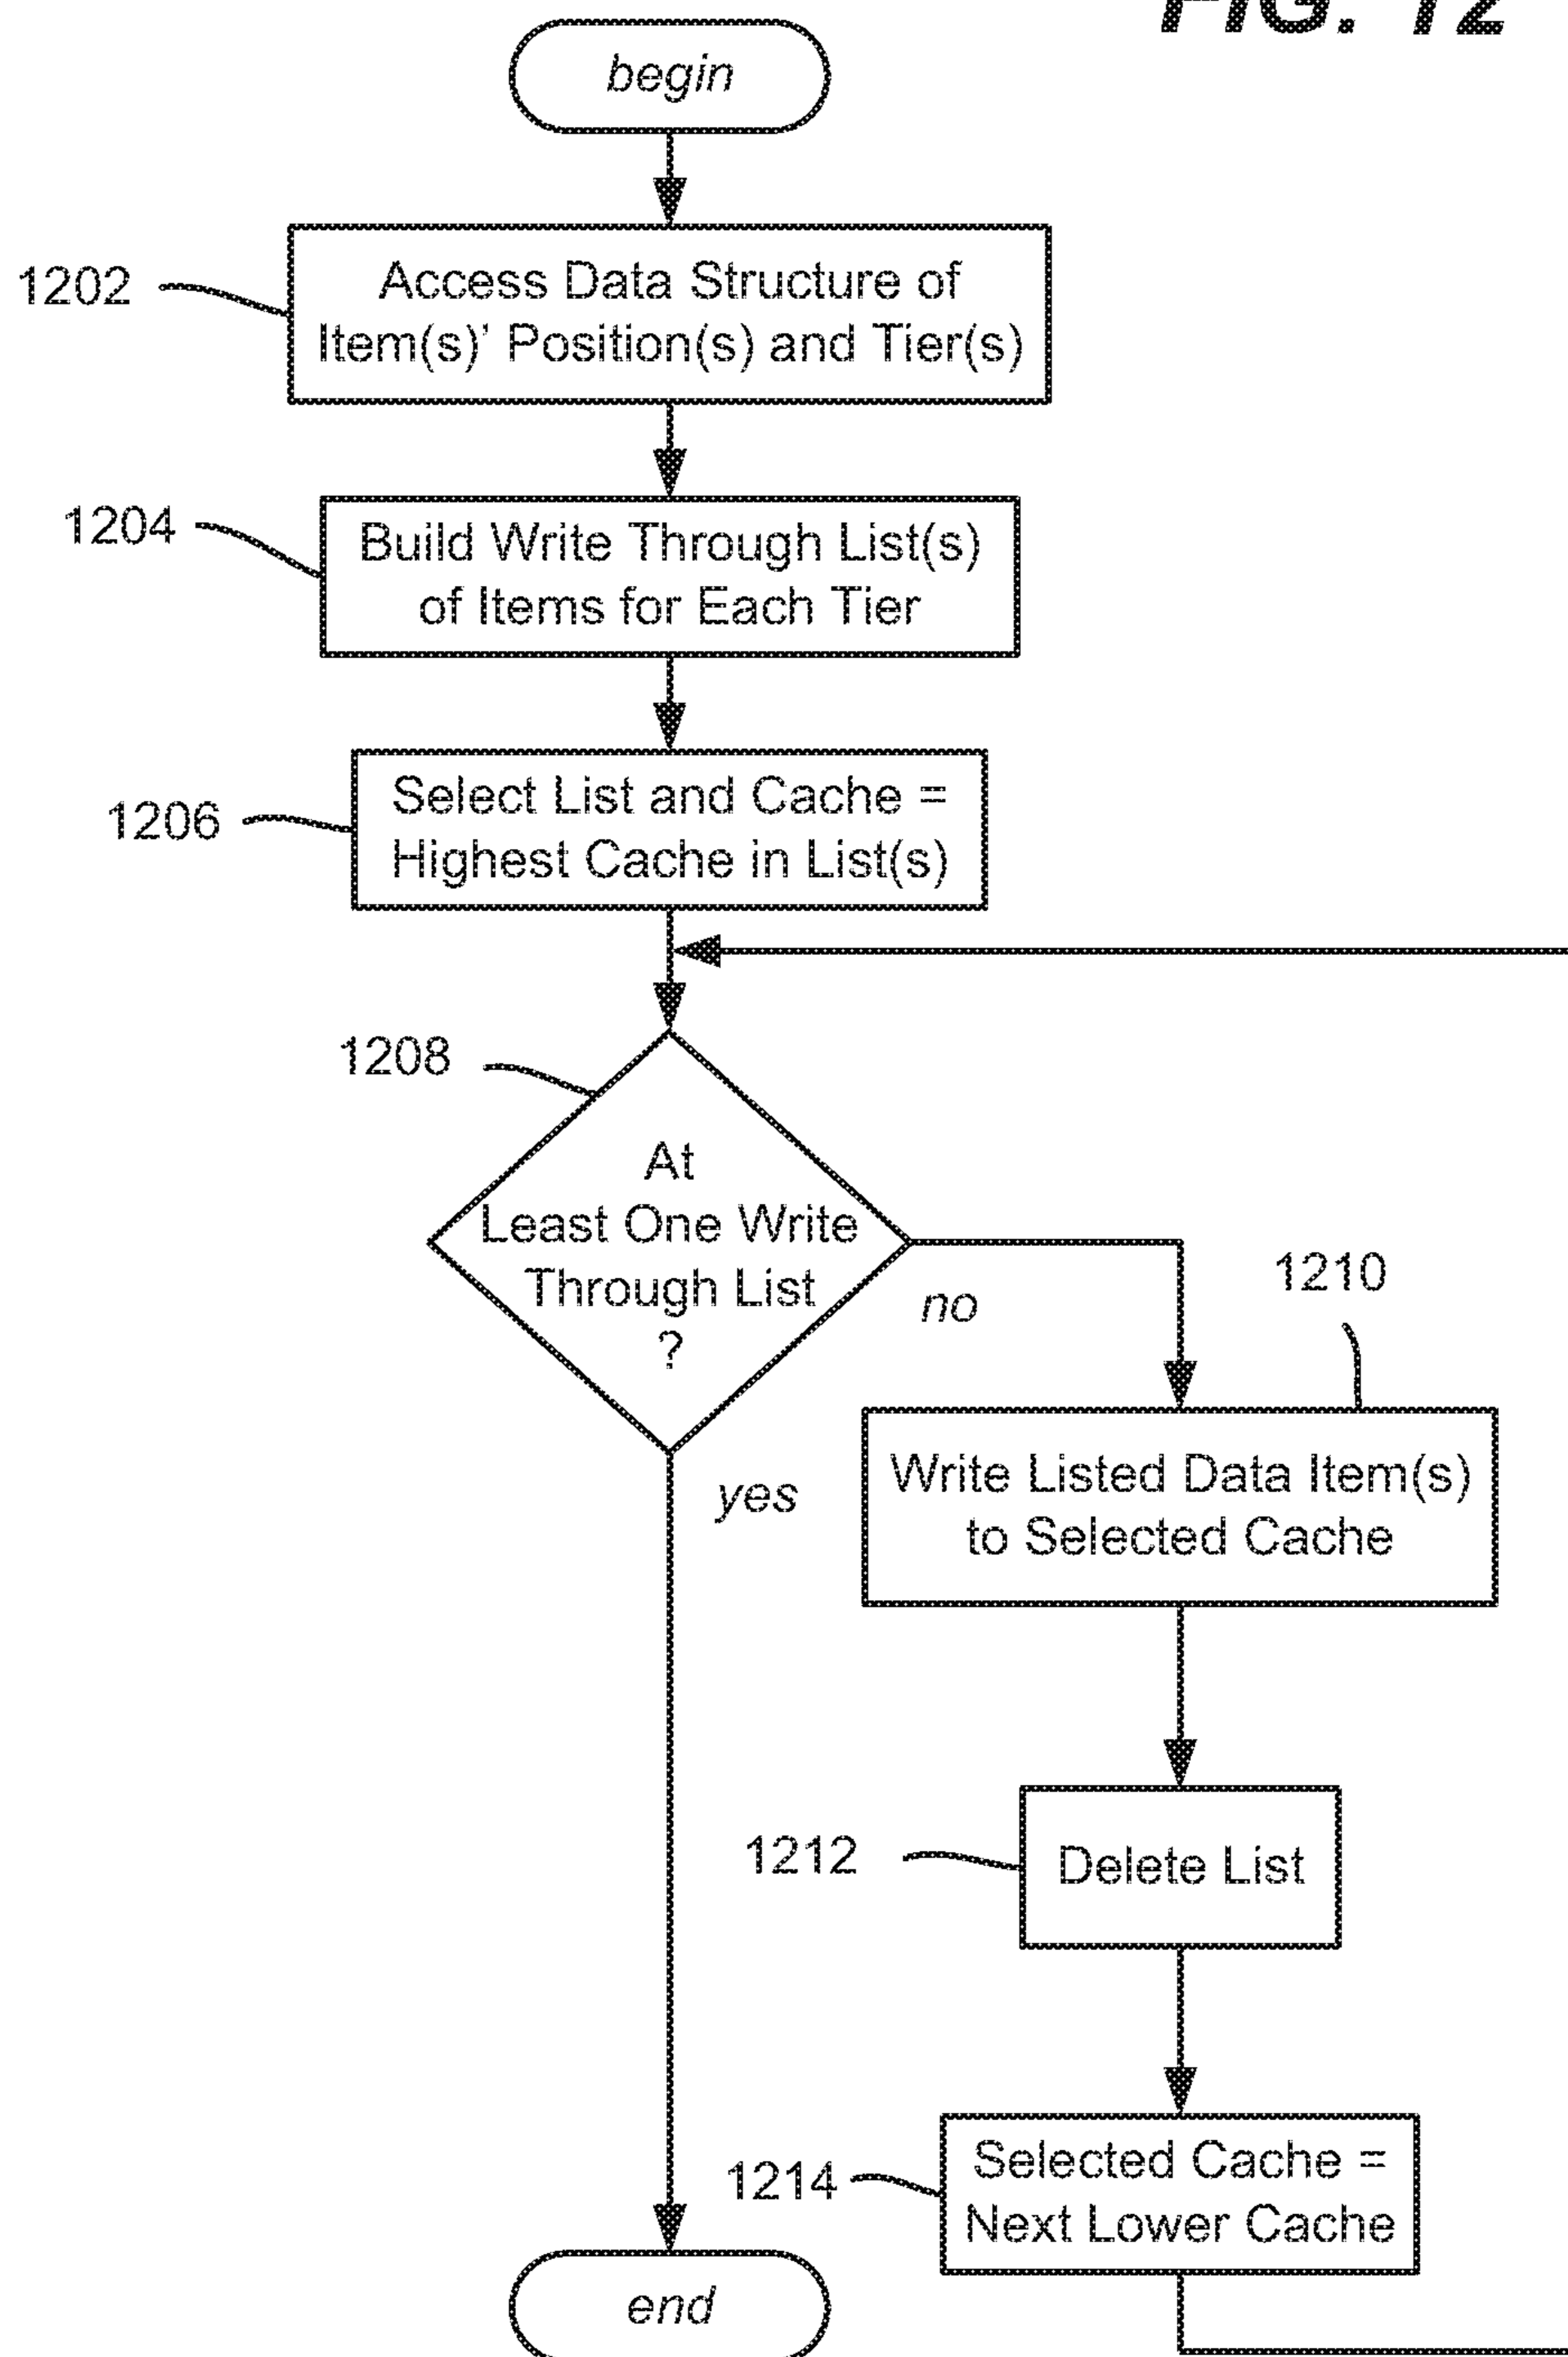 FIG. 12
begin
1202
Access Data Structure of
Item(s)' Position(s) and Tier(s)
1204
Build Write Through List(s)
of Items for Each Tier
1206
Select List and Cache =
Highest Cache in List(s)
1208
At
Least One Write
Through List
?
no
1210
yes
Write Listed Data Item(s)
to Selected Cache
1212
Delete List
1214
Selected Cache =
Next Lower Cache
end